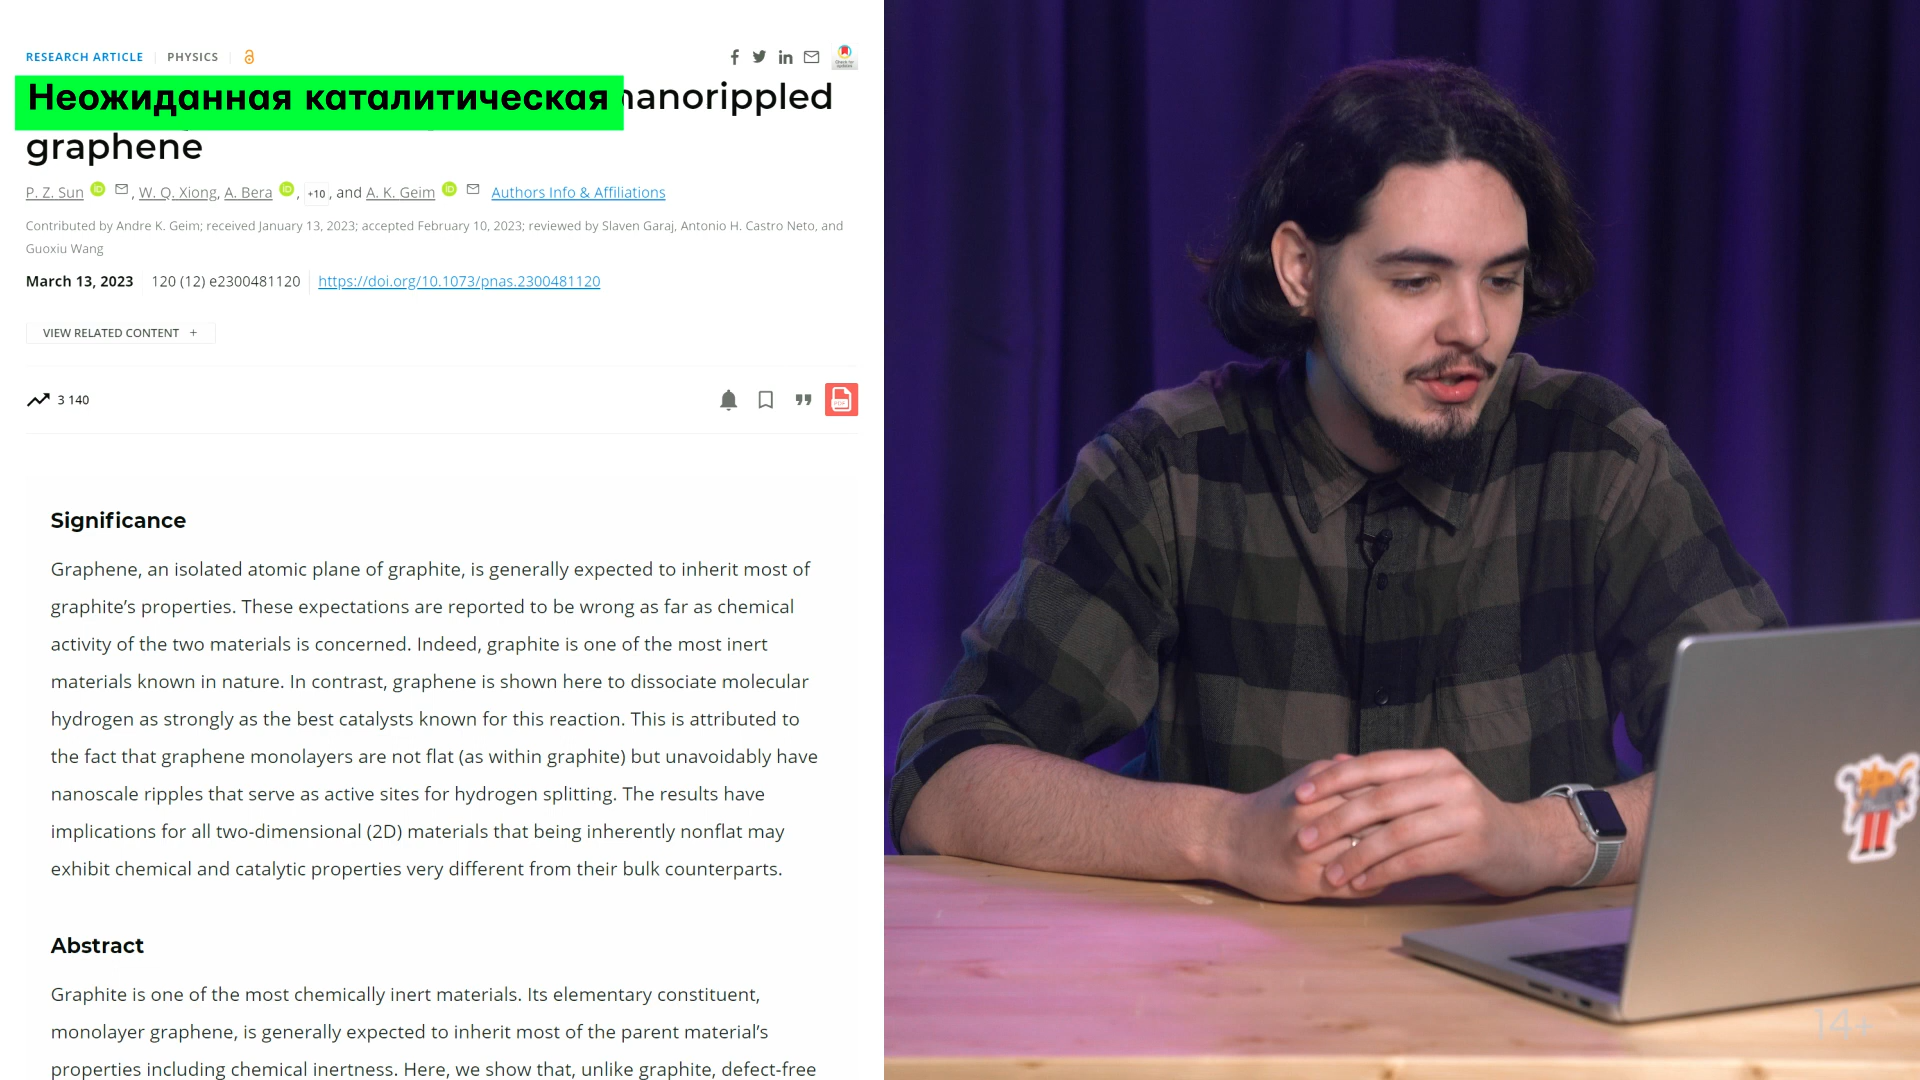 RESEARCH ARTICLE PHYSICS
Неожиданная каталитическая nanorippled
graphene
P. Z. Sun, W. Q. Xiong, A. Bera, +10, and A. K. Geim Authors Info & Affiliations
Contributed by Andre K. Geim; received January 13, 2023; accepted February 10, 2023; reviewed by Slaven Garaj, Antonio H. Castro Neto, and
Guoxiu Wang
March 13, 2023 120 (12) e2300481120 https://doi.org/10.1073/pnas.2300481120
VIEW RELATED CONTENT +
3 140
Significance
Graphene, an isolated atomic plane of graphite, is generally expected to inherit most of
graphite’s properties. These expectations are reported to be wrong as far as chemical
activity of the two materials is concerned. Indeed, graphite is one of the most inert
materials known in nature. In contrast, graphene is shown here to dissociate molecular
hydrogen as strongly as the best catalysts known for this reaction. This is attributed to
the fact that graphene monolayers are not flat (as within graphite) but unavoidably have
nanoscale ripples that serve as active sites for hydrogen splitting. The results have
implications for all two-dimensional (2D) materials that being inherently nonflat may
exhibit chemical and catalytic properties very different from their bulk counterparts.
Abstract
Graphite is one of the most chemically inert materials. Its elementary constituent,
monolayer graphene, is generally expected to inherit most of the parent material’s
properties including chemical inertness. Here, we show that, unlike graphite, defect-free
14+